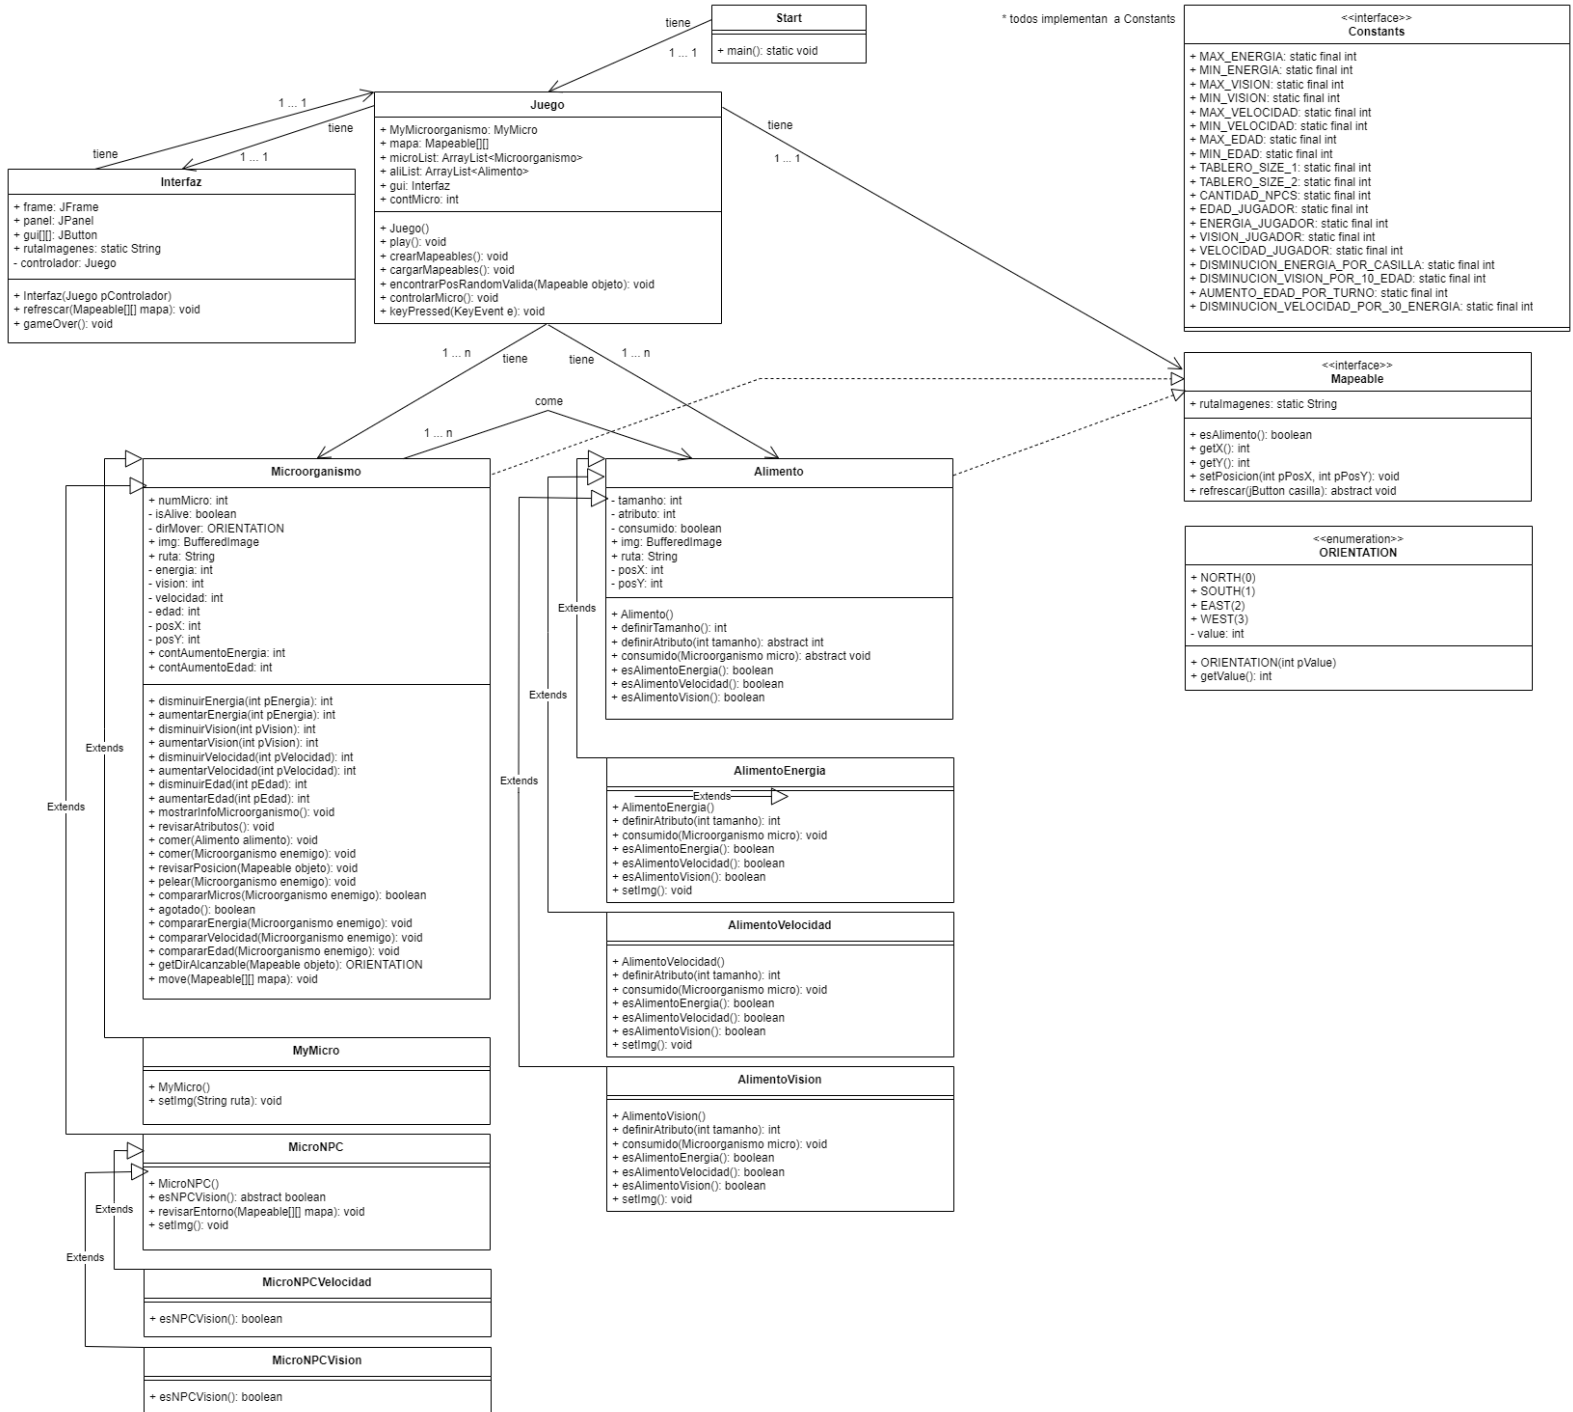 Start
+ main(): static void
tiene
1 ... 1
* todos implementan  a Constants
<<interface>>
Constants
+ MAX_ENERGIA: static final int
+ MIN_ENERGIA: static final int
+ MAX_VISION: static final int
+ MIN_VISION: static final int
+ MAX_VELOCIDAD: static final int
+ MIN_VELOCIDAD: static final int
+ MAX_EDAD: static final int
+ MIN_EDAD: static final int
+ TABLERO_SIZE_1: static final int
+ TABLERO_SIZE_2: static final int
+ CANTIDAD_NPCS: static final int
+ EDAD_JUGADOR: static final int
+ ENERGIA_JUGADOR: static final int
+ VISION_JUGADOR: static final int
+ VELOCIDAD_JUGADOR: static final int
+ DISMINUCION_ENERGIA_POR_CASILLA: static final int
+ DISMINUCION_VISION_POR_10_EDAD: static final int
+ AUMENTO_EDAD_POR_TURNO: static final int
+ DISMINUCION_VELOCIDAD_POR_30_ENERGIA: static final int
Juego
+ MyMicroorganismo: MyMicro
+ mapa: Mapeable[][]
+ microList: ArrayList<Microorganismo>
+ aliList: ArrayList<Alimento>
+ gui: Interfaz
+ contMicro: int
+ Juego()
+ play(): void
+ crearMapeables(): void
+ cargarMapeables(): void
+ encontrarPosRandomValida(Mapeable objeto): void
+ controlarMicro(): void
+ keyPressed(KeyEvent e): void
1 ... 1
tiene
tiene
1 ... 1
tiene
1 ... 1
Interfaz
+ frame: JFrame
+ panel: JPanel
+ gui[][]: JButton
+ rutaImagenes: static String
- controlador: Juego
+ Interfaz(Juego pControlador)
+ refrescar(Mapeable[][] mapa): void
+ gameOver(): void
1 ... n
tiene
tiene
1 ... n
come
1 ... n
<<interface>>
Mapeable
+ rutaImagenes: static String
+ esAlimento(): boolean
+ getX(): int
+ getY(): int
+ setPosicion(int pPosX, int pPosY): void
+ refrescar(jButton casilla): abstract void
<<enumeration>>
ORIENTATION
+ NORTH(0)
+ SOUTH(1)
+ EAST(2)
+ WEST(3)
- value: int
+ ORIENTATION(int pValue)
+ getValue(): int
Microorganismo
+ numMicro: int
- isAlive: boolean
- dirMover: ORIENTATION
+ img: BufferedImage
+ ruta: String
- energia: int
- vision: int
- velocidad: int
- edad: int
- posX: int
- posY: int
+ contAumentoEnergia: int
+ contAumentoEdad: int
+ disminuirEnergia(int pEnergia): int
+ aumentarEnergia(int pEnergia): int
+ disminuirVision(int pVision): int
+ aumentarVision(int pVision): int
+ disminuirVelocidad(int pVelocidad): int
+ aumentarVelocidad(int pVelocidad): int
+ disminuirEdad(int pEdad): int
+ aumentarEdad(int pEdad): int
+ mostrarInfoMicroorganismo(): void
+ revisarAtributos(): void
+ comer(Alimento alimento): void
+ comer(Microorganismo enemigo): void
+ revisarPosicion(Mapeable objeto): void
+ pelear(Microorganismo enemigo): void
+ compararMicros(Microorganismo enemigo): boolean
+ agotado(): boolean
+ compararEnergia(Microorganismo enemigo): void
+ compararVelocidad(Microorganismo enemigo): void
+ compararEdad(Microorganismo enemigo): void
+ getDirAlcanzable(Mapeable objeto): ORIENTATION
+ move(Mapeable[][] mapa): void
Extends
Extends
Alimento
- tamanho: int
- atributo: int
- consumido: boolean
+ img: BufferedImage
+ ruta: String
- posX: int
- posY: int
+ Alimento()
+ definirTamanho(): int
+ definirAtributo(int tamanho): abstract int
+ consumido(Microorganismo micro): abstract void
+ esAlimentoEnergia(): boolean
+ esAlimentoVelocidad(): boolean
+ esAlimentoVision(): boolean
Extends
Extends
Extends
AlimentoEnergia
Extends
+ AlimentoEnergia()
+ definirAtributo(int tamanho): int
+ consumido(Microorganismo micro): void
+ esAlimentoEnergia(): boolean
+ esAlimentoVelocidad(): boolean
+ esAlimentoVision(): boolean
+ setImg(): void
AlimentoVelocidad
+ AlimentoVelocidad()
+ definirAtributo(int tamanho): int
+ consumido(Microorganismo micro): void
+ esAlimentoEnergia(): boolean
+ esAlimentoVelocidad(): boolean
+ esAlimentoVision(): boolean
+ setImg(): void
AlimentoVision
+ AlimentoVision()
+ definirAtributo(int tamanho): int
+ consumido(Microorganismo micro): void
+ esAlimentoEnergia(): boolean
+ esAlimentoVelocidad(): boolean
+ esAlimentoVision(): boolean
+ setImg(): void
MyMicro
+ MyMicro()
+ setImg(String ruta): void
MicroNPC
+ MicroNPC()
+ esNPCVision(): abstract boolean
+ revisarEntorno(Mapeable[][] mapa): void
+ setImg(): void
Extends
Extends
MicroNPCVelocidad
+ esNPCVision(): boolean
MicroNPCVision
+ esNPCVision(): boolean